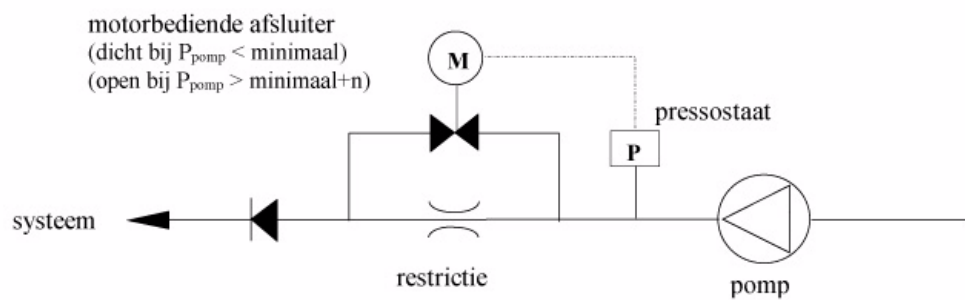 motorbediende afsluiter
(dicht bij Ppomp < minimaal)
(open bij Ppomp > minimaal+n)
M
pressostaat
P
systeem
restrictie
pomp